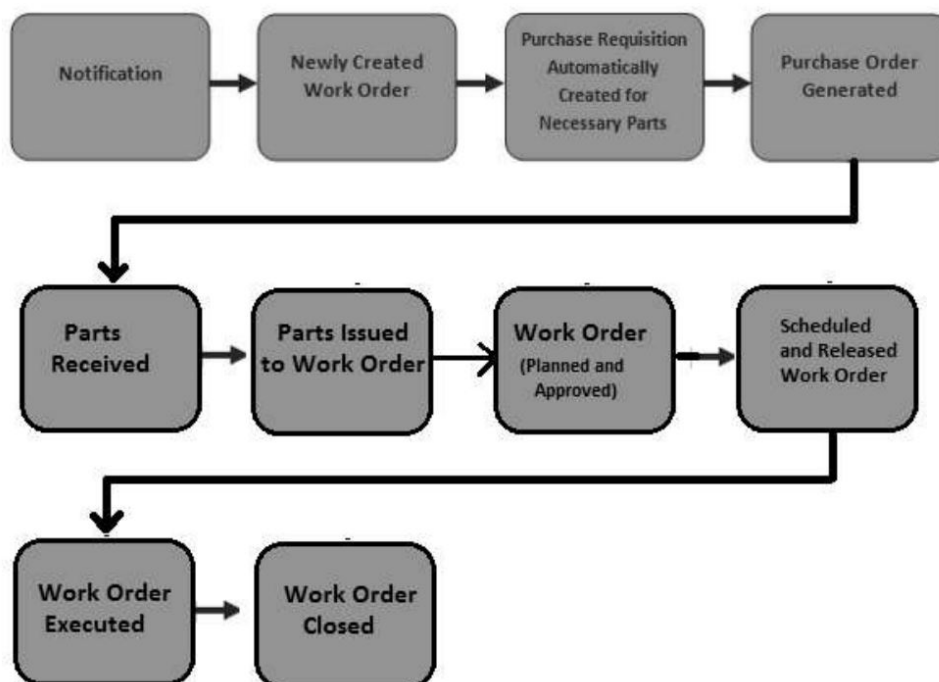 Notification
Newly Created
Work Order
Purchase Requisition
Automatically
Created for
Necessary Parts
Purchase Order
Generated
Parts
Received
Parts Issued
to Work Order
Work Order
(Planned and
Approved)
Scheduled
and Released
Work Order
Work Order
Executed
Work Order
Closed